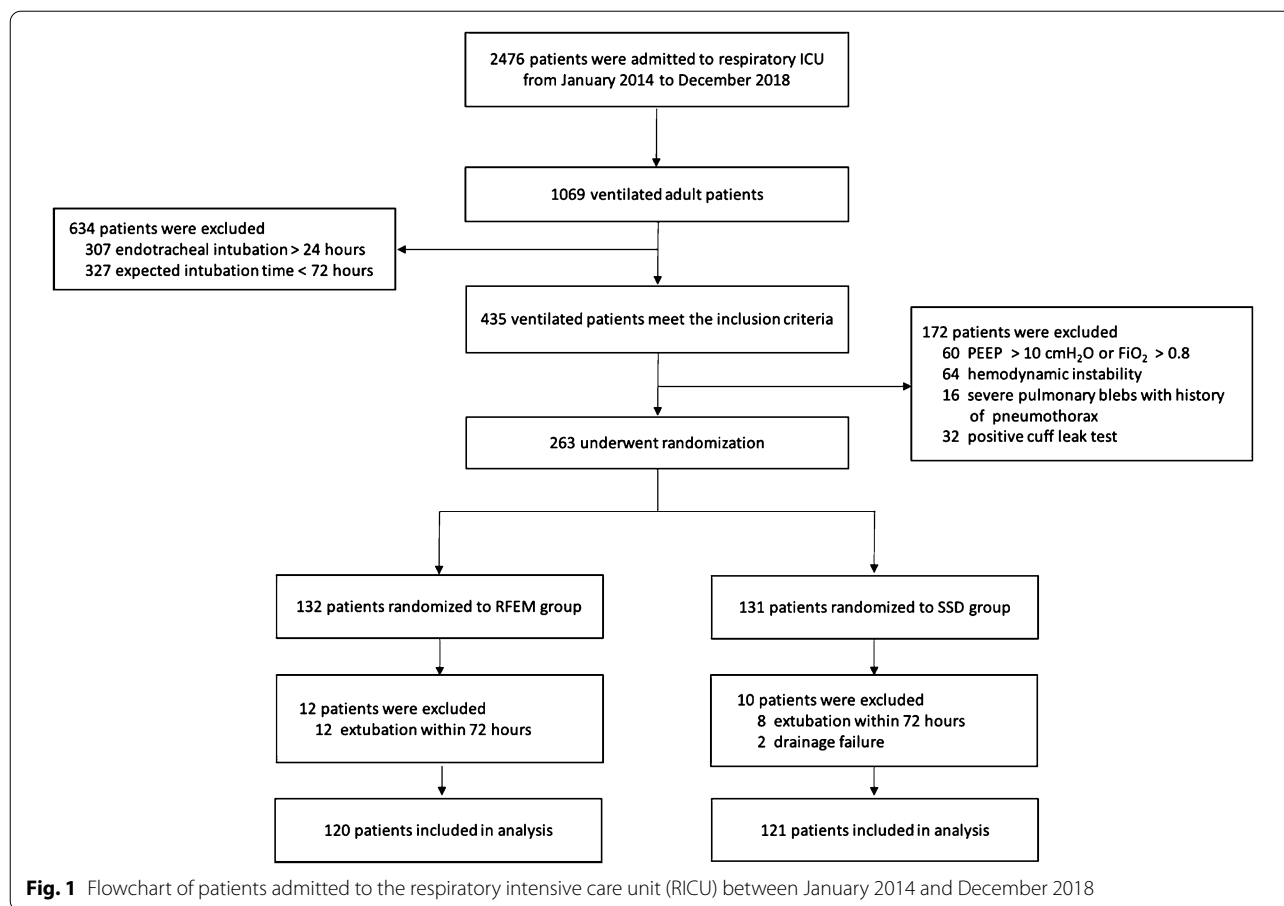 2476 patients were admitted to respiratory ICU
from January 2014 to December 2018
1069 ventilated adult patients
634 patients were excluded
307 endotracheal intubation > 24 hours
327 expected intubation time < 72 hours
435 ventilated patients meet the inclusion criteria
172 patients were excluded
60 PEEP > 10 cmH₂O or FiO₂ > 0.8
64 hemodynamic instability
16 severe pulmonary blebs with history
of pneumothorax
32 positive cuff leak test
263 underwent randomization
132 patients randomized to RFEM group
131 patients randomized to SSD group
12 patients were excluded
12 extubation within 72 hours
10 patients were excluded
8 extubation within 72 hours
2 drainage failure
120 patients included in analysis
121 patients included in analysis
Fig. 1 Flowchart of patients admitted to the respiratory intensive care unit (RICU) between January 2014 and December 2018